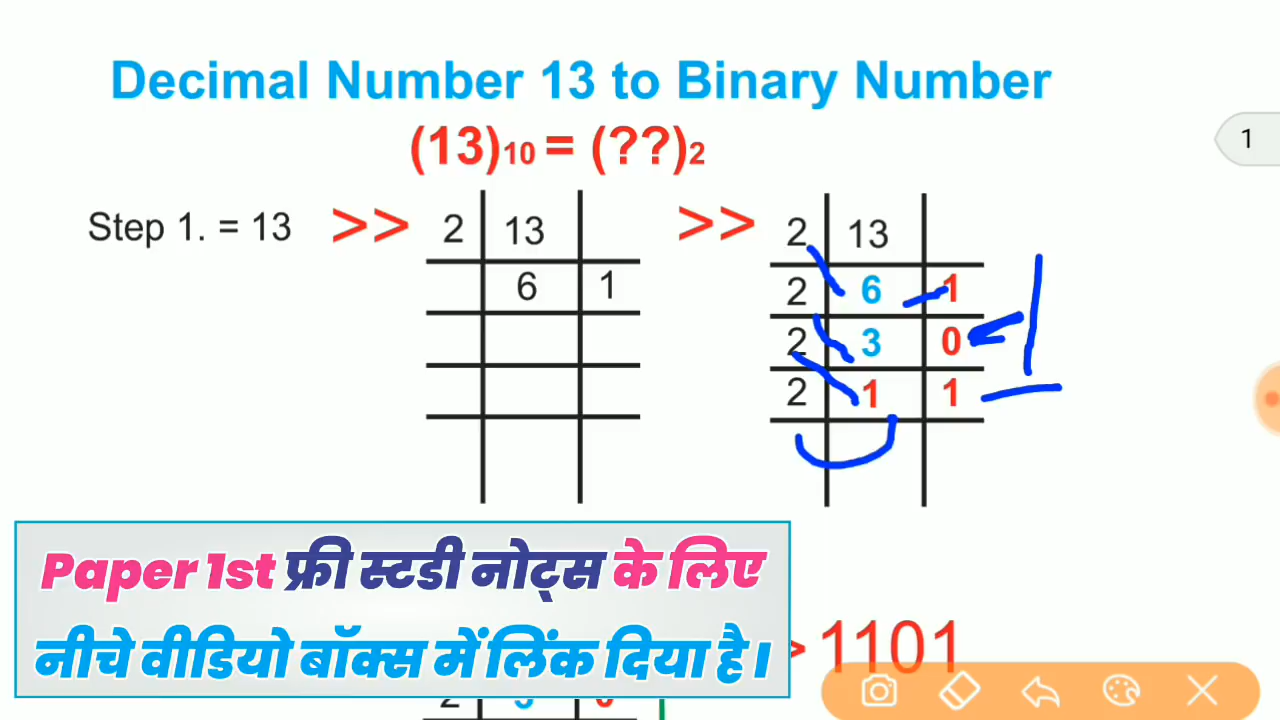 Decimal Number 13 to Binary Number
(13)10 = (??)2
1
Step 1. = 13 >> 2 13 >> 2 13
6 1 2 6 1
2 3 0
2 1 1
Paper 1st फ्री स्टडी नोट्स के लिए
नीचे वीडियो बॉक्स में लिंक दिया है।
> 1101
2